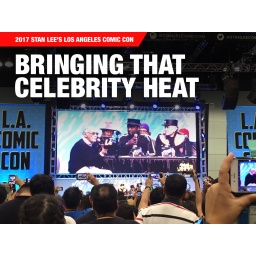 2017 STAN LEE'S LOS ANGELES COMIC CON
BRINGING THAT
CELEBRITY HEAT
L.A.
COMIC
CON
L.A.